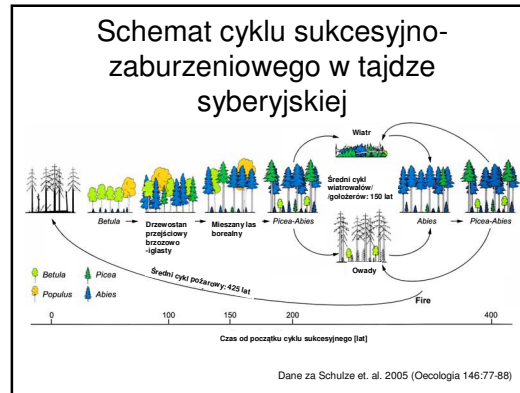 Schemat cyklu sukcesyjno-
zaburzeniowego w tajdze
syberyjskiej
Wiatr
Średni cykl
wiatrowałów/
/gołożerów: 150 lat
Betula
Drzewostan
przejściowy
brzozowo
-iglasty
Mieszany las
borealny
Picea-Abies
Abies
Picea-Abies
Owady
Betula
Picea
Populus
Abies
Średni cykl pożarowy: 425 lat
Fire
0
100
150
200
400
Czas od początku cyklu sukcesyjnego [lat]
Dane za Schulze et. al. 2005 (Oecologia 146:77-88)